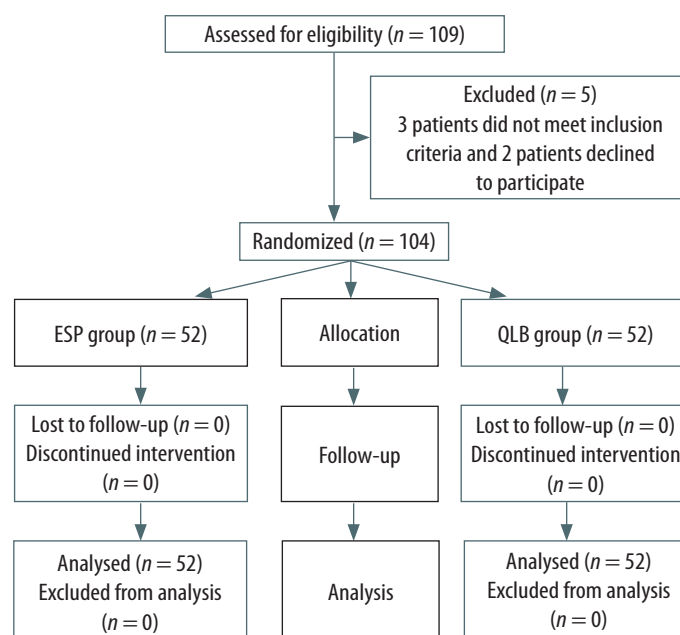 Assessed for eligibility (n = 109)
Excluded (n = 5)
3 patients did not meet inclusion
criteria and 2 patients declined
to participate
Randomized (n = 104)
ESP group (n = 52)
Allocation
QLB group (n = 52)
Lost to follow-up (n = 0)
Discontinued intervention
(n = 0)
Follow-up
Lost to follow-up (n = 0)
Discontinued intervention
(n = 0)
Analysed (n = 52)
Excluded from analysis
(n = 0)
Analysis
Analysed (n = 52)
Excluded from analysis
(n = 0)